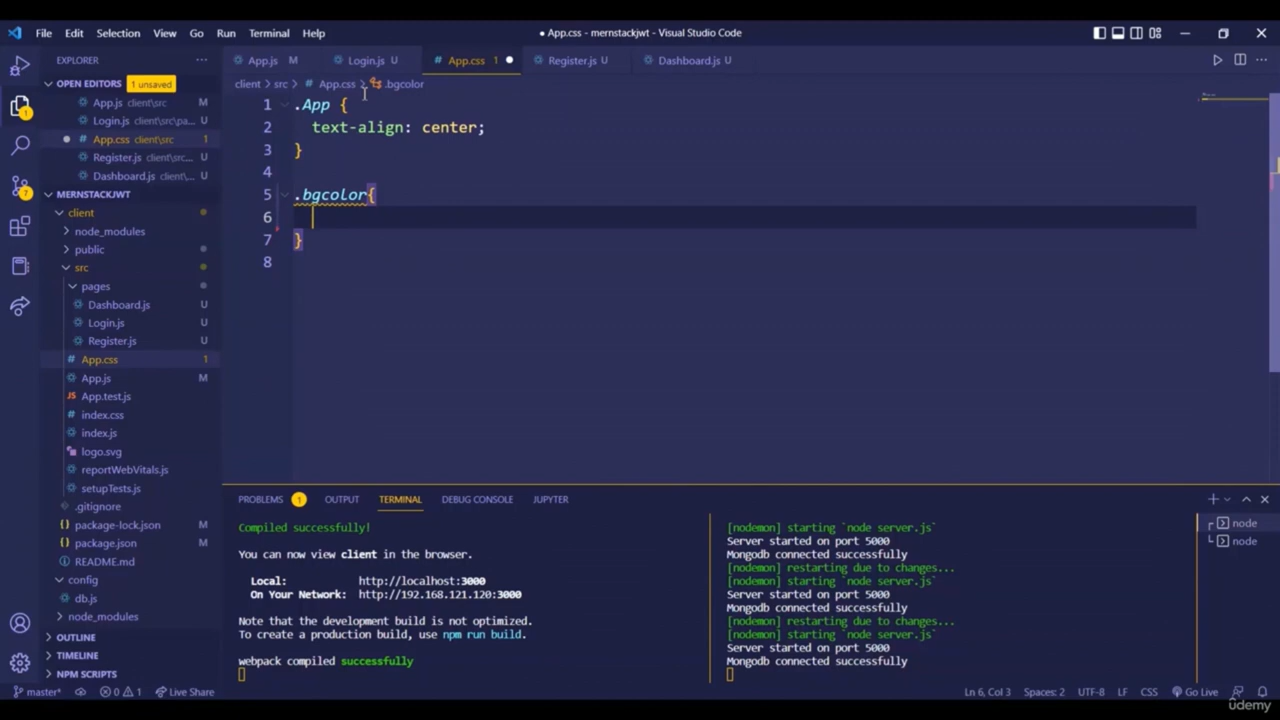 File Edit Selection View Go Run Terminal Help
● App.css - mernstackjwt - Visual Studio Code
EXPLORER ...
OPEN EDITORS 1 unsaved
App.js client\src M
Login.js client\src\pa... U
App.css client\src 1
Register.js client\src... U
Dashboard.js client\... U
MERNSTACKJWT
client
node_modules
public
src
pages
Dashboard.js U
Login.js U
Register.js U
App.css 1
App.js M
App.test.js
index.css
index.js
logo.svg
reportWebVitals.js
setupTests.js
.gitignore
package-lock.json M
package.json M
README.md
config
db.js
node_modules
OUTLINE
TIMELINE
NPM SCRIPTS
App.js M Login.js U App.css 1 Register.js U Dashboard.js U
client > src > App.css > .bgcolor
1 .App {
2 text-align: center;
3 }
4
5 .bgcolor{
6
7 }
8
PROBLEMS 1 OUTPUT TERMINAL DEBUG CONSOLE JUPYTER
Compiled successfully!
You can now view client in the browser.
Local: http://localhost:3000
On Your Network: http://192.168.121.120:3000
Note that the development build is not optimized.
To create a production build, use npm run build.
webpack compiled successfully
[nodemon] starting `node server.js`
Server started on port 5000
Mongodb connected successfully
[nodemon] restarting due to changes...
[nodemon] starting `node server.js`
Server started on port 5000
Mongodb connected successfully
[nodemon] restarting due to changes...
[nodemon] starting `node server.js`
Server started on port 5000
Mongodb connected successfully
node
node
master* 0 1 Live Share
Ln 6, Col 3 Spaces: 2 UTF-8 LF CSS Go Live
udemy